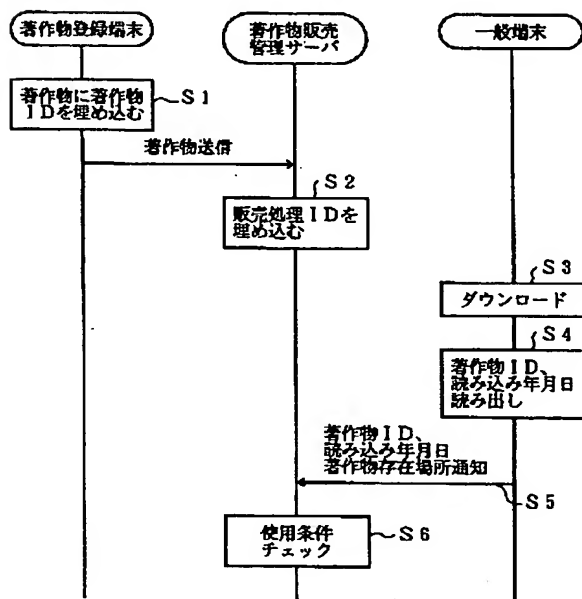 著作物登録端末
著作物販売
管理サーバ
一般端末
著作物に著作物
IDを埋め込む
S1
著作物送信
S2
販売処理IDを
埋め込む
S3
ダウンロード
S4
著作物ID、
読み込み年月日
読み出し
著作物ID、
読み込み年月日
著作物存在場所通知
S5
使用条件
チェック
S6